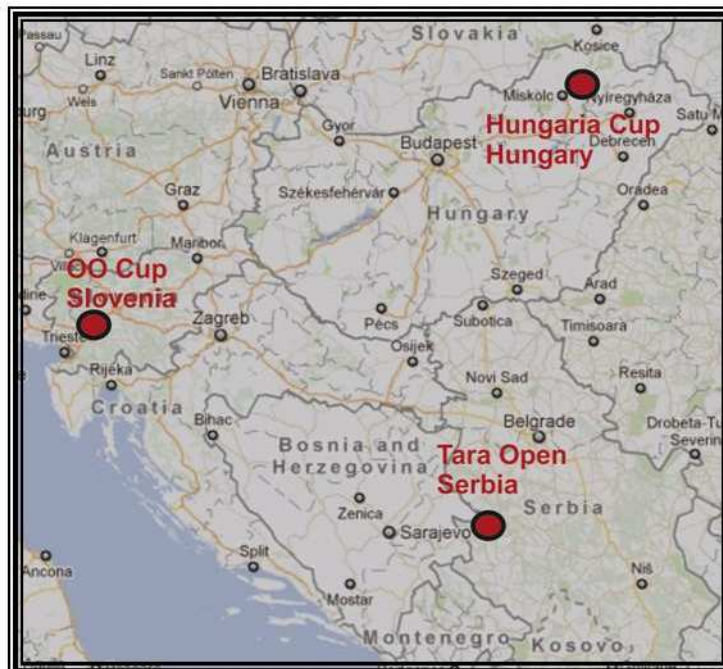 Passau
Slovakia
Kosice
Linz
Sankt Pölten
Bratislava
Wels
Vienna
Miskolc
Nyíregyháza
Hungaria Cup
Hungary
Satu M
Gyor
Budapest
Debrecen
Austria
Graz
Székesfehérvár
Oradea
Hungary
Klagenfurt
Maribor
OO Cup
Slovenia
Szeged
Arad
Zagreb
Pécs
Subotica
Timisoara
Trieste
Osijek
Rijeka
Novi Sad
Resita
Croatia
Bihac
Belgrade
Drobeta-Tu
Severin
Bosnia and
Herzegovina
Tara Open
Serbia
Serbia
Zenica
Sarajevo
Split
Ancona
Niš
Mostar
Montenegro
Kosovo